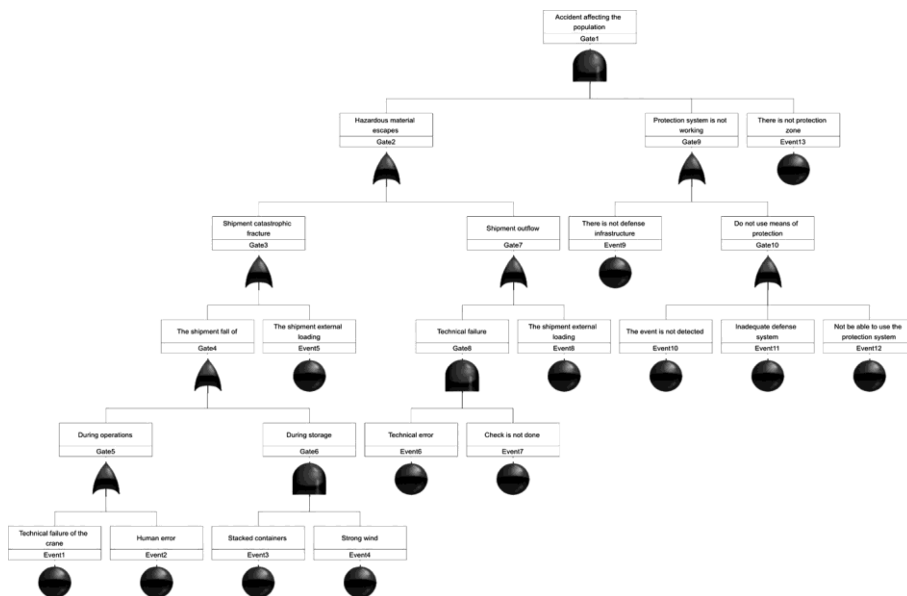 Accident affecting the
population
Gate1
Hazardous material
escapes
Gate2
Protection system is not
working
Gate9
There is not protection
zone
Event13
Shipment catastrophic
fracture
Gate3
Shipment outflow
Gate7
There is not defense
infrastructure
Event9
Do not use means of
protection
Gate10
The shipment fall of
Gate4
The shipment external
loading
Event5
Technical failure
Gate8
The shipment external
loading
Event8
The event is not detected
Event10
Inadequate defense
system
Event11
Not be able to use the
protection system
Event12
During operations
Gate5
During storage
Gate6
Technical error
Event6
Check is not done
Event7
Technical failure of the
crane
Event1
Human error
Event2
Stacked containers
Event3
Strong wind
Event4